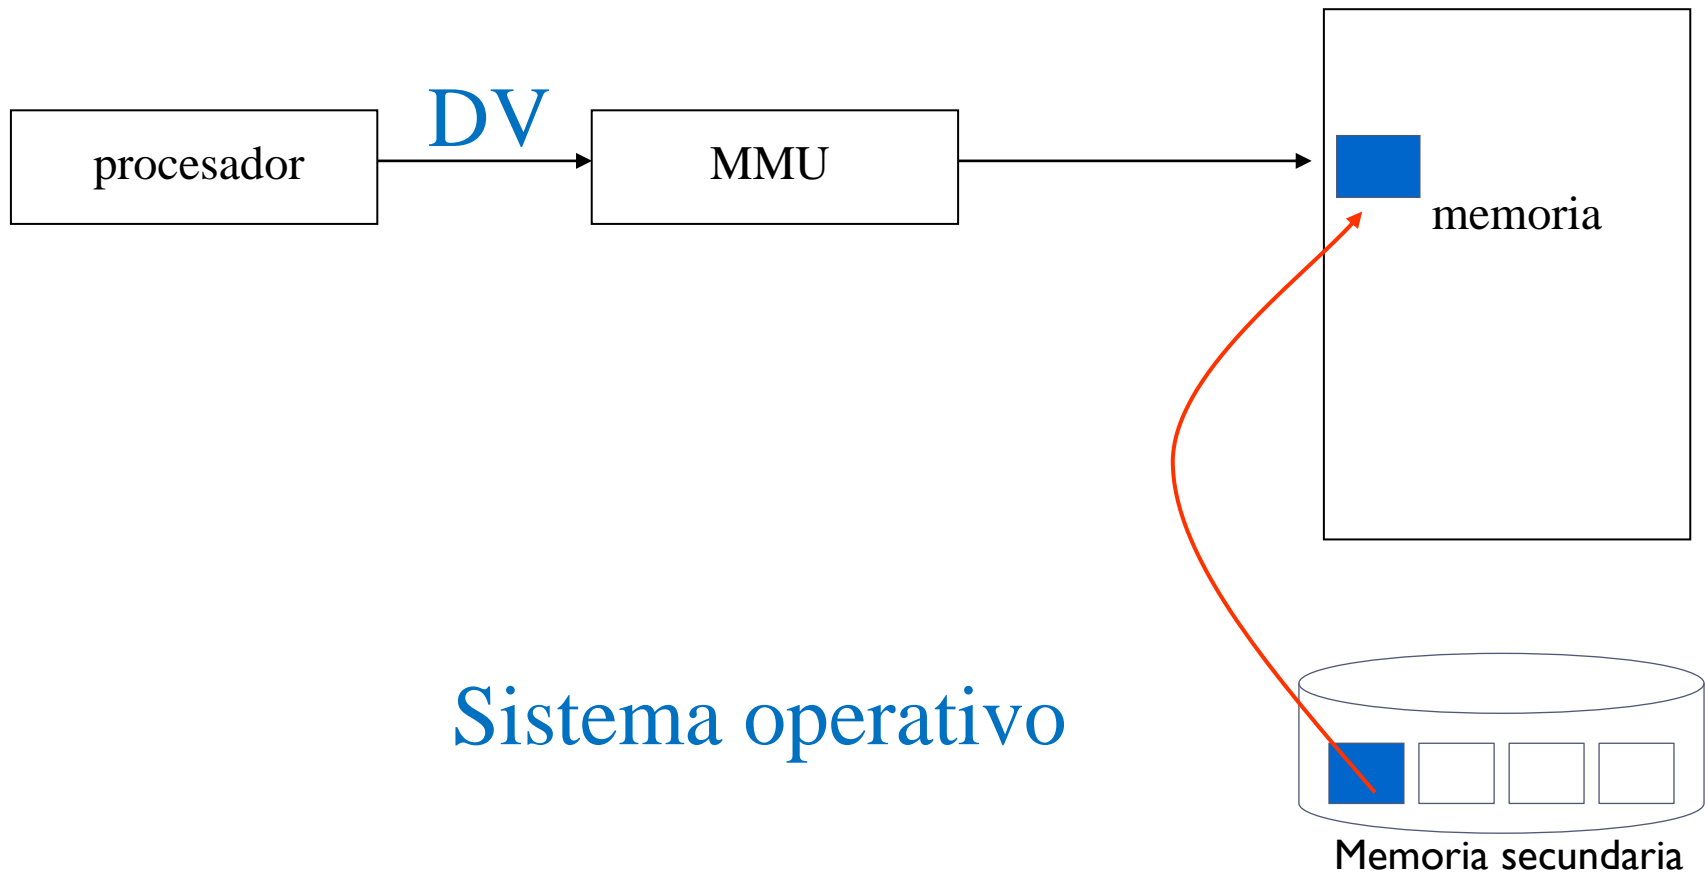 DV
procesador
MMU
memoria
Sistema operativo
Memoria secundaria